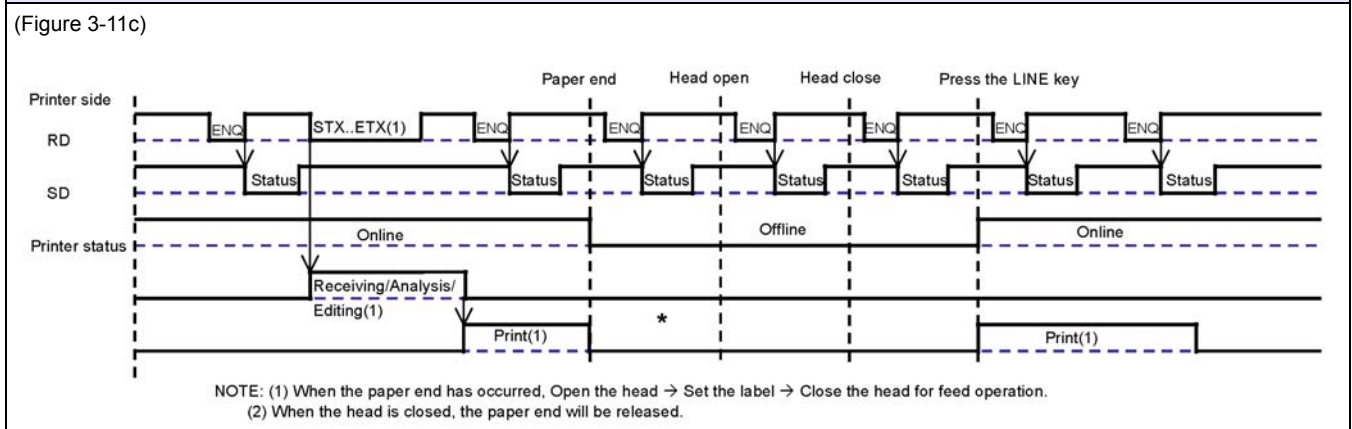 (Figure 3-11c)
Paper end Head open Head close Press the LINE key
Printer side
RD
ENQ STX..ETX(1) ENQ ENQ ENQ ENQ ENQ ENQ
SD
Status Status Status Status Status Status Status
Printer status
Online Offline Online
Receiving/Analysis/
Editing(1)
Print(1) * Print(1)
NOTE: (1) When the paper end has occurred, Open the head → Set the label → Close the head for feed operation.
(2) When the head is closed, the paper end will be released.